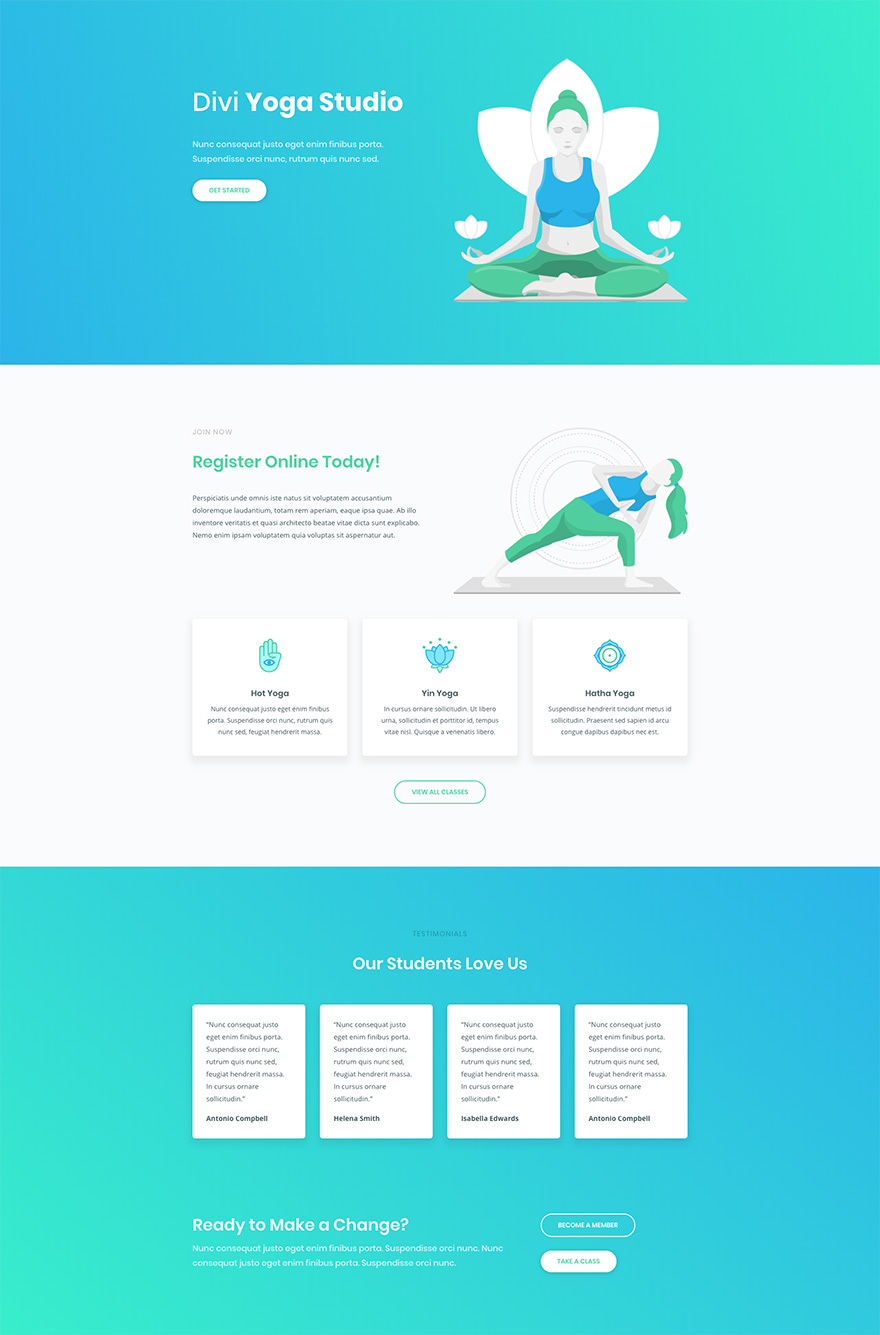 Divi Yoga Studio
Nunc consequat justo eget enim finibus porta.
Suspendisse orci nunc, rutrum quis nunc sed.
GET STARTED
JOIN NOW
Register Online Today!
Perspiciatis unde omnis iste natus sit voluptatem accusantium
doloremque laudantium, totam rem aperiam, eaque ipsa quae. Ab illo
inventore veritatis et quasi architecto beatae vitae dicta sunt explicabo.
Nemo enim ipsam voluptatem quia voluptas sit aspernatur aut.
Hot Yoga
Nunc consequat justo eget enim finibus
porta. Suspendisse orci nunc, rutrum quis
nunc sed, feugiat hendrerit massa.
Yin Yoga
In cursus ornare sollicitudin. Ut libero
urna, sollicitudin et porttitor id, tempus
vitae nisl. Quisque a venenatis libero.
Hatha Yoga
Suspendisse hendrerit tincidunt metus id
sollicitudin. Praesent sed sapien id arcu
congue dapibus dapibus nec est.
VIEW ALL CLASSES
TESTIMONIALS
Our Students Love Us
"Nunc consequat justo
eget enim finibus porta.
Suspendisse orci nunc,
rutrum quis nunc sed,
feugiat hendrerit massa.
In cursus ornare
sollicitudin."
Antonio Compbell
"Nunc consequat justo
eget enim finibus porta.
Suspendisse orci nunc,
rutrum quis nunc sed,
feugiat hendrerit massa.
In cursus ornare
sollicitudin."
Helena Smith
"Nunc consequat justo
eget enim finibus porta.
Suspendisse orci nunc,
rutrum quis nunc sed,
feugiat hendrerit massa.
In cursus ornare
sollicitudin."
Isabella Edwards
"Nunc consequat justo
eget enim finibus porta.
Suspendisse orci nunc,
rutrum quis nunc sed,
feugiat hendrerit massa.
In cursus ornare
sollicitudin."
Antonio Compbell
Ready to Make a Change?
Nunc consequat justo eget enim finibus porta. Suspendisse orci nunc. Nunc
consequat justo eget enim finibus porta. Suspendisse orci nunc.
BECOME A MEMBER
TAKE A CLASS